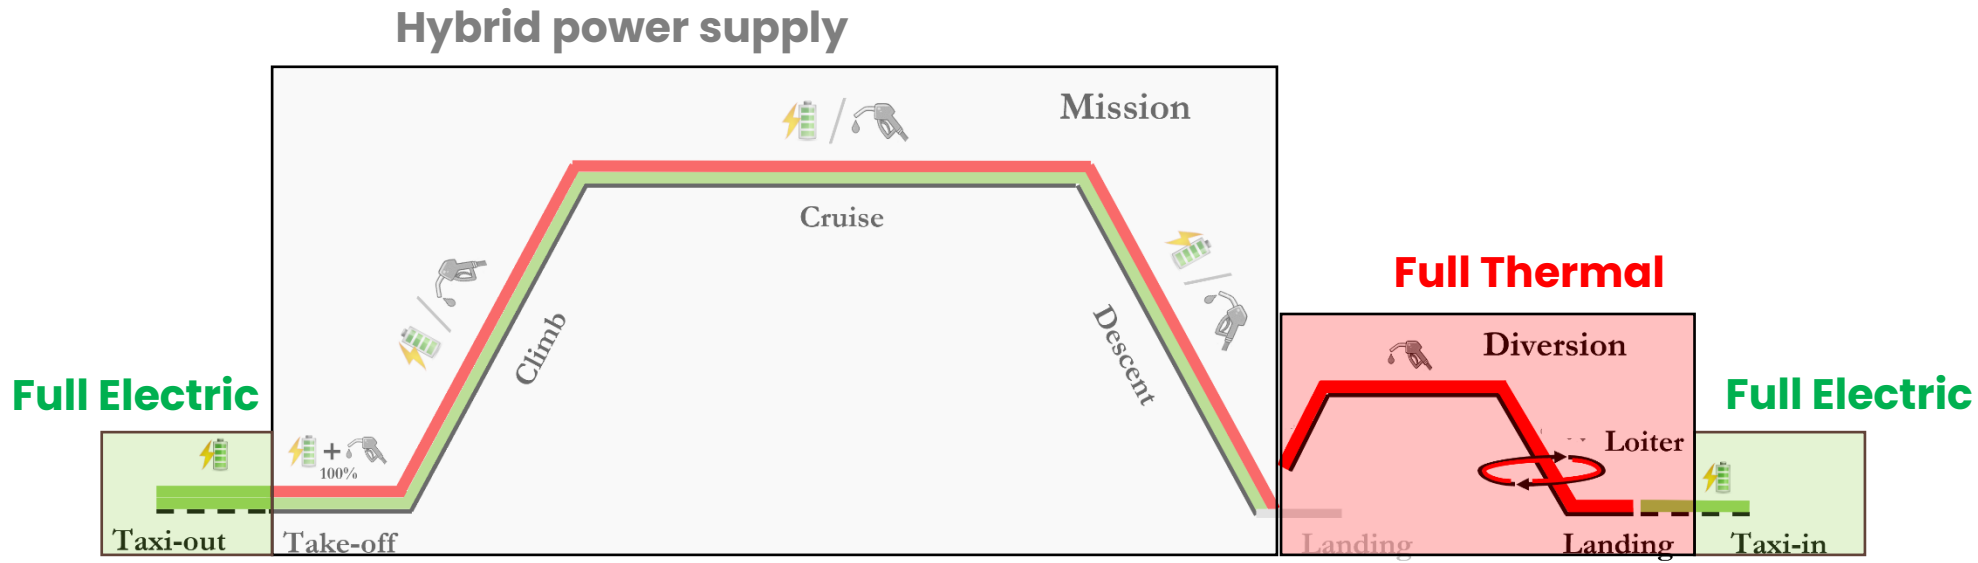 Hybrid power supply
Mission
Cruise
Climb
Descent
Full Thermal
Diversion
Loiter
Full Electric
Full Electric
+
100%
Taxi-out
Take-off
Landing
Landing
Taxi-in